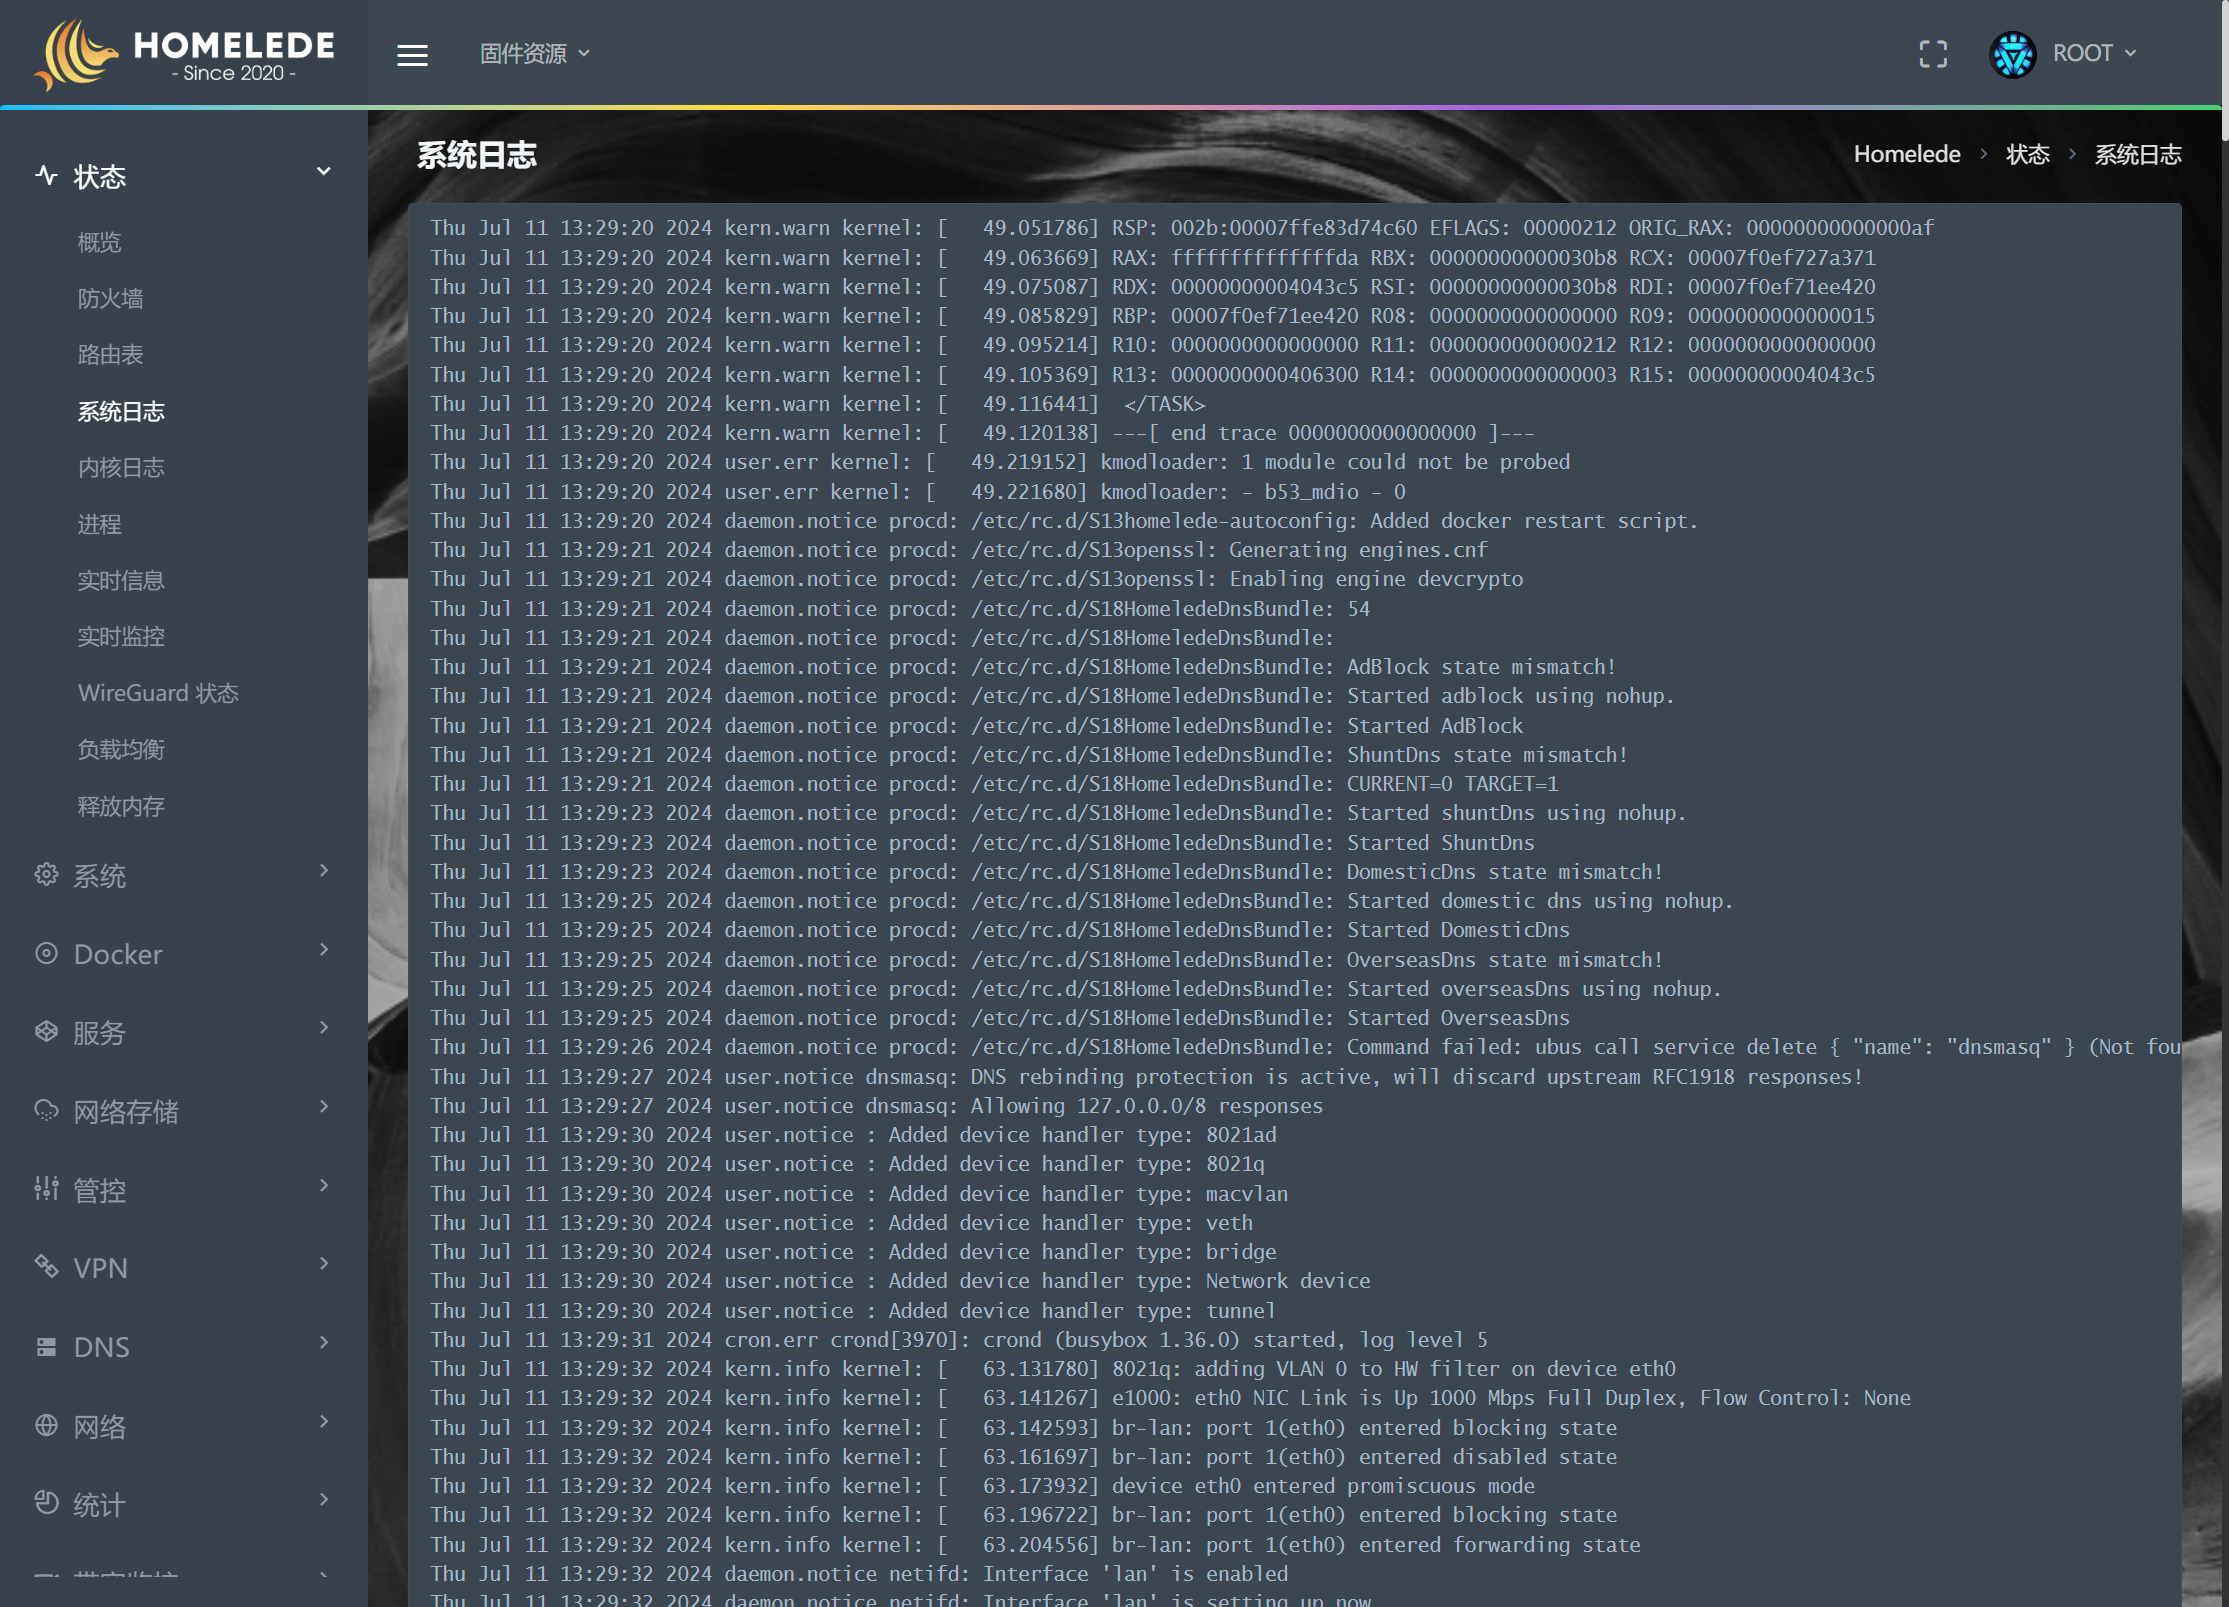 HOMELEDE
- Since 2020 -
固件资源
ROOT
状态
概览
防火墙
路由表
系统日志
内核日志
进程
实时信息
实时监控
WireGuard 状态
负载均衡
释放内存
系统
Docker
服务
网络存储
管控
VPN
DNS
网络
统计
系统日志
Homelede > 状态 > 系统日志
Thu Jul 11 13:29:20 2024 kern.warn kernel: [   49.051786] RSP: 002b:00007ffe83d74c60 EFLAGS: 00000212 ORIG_RAX: 00000000000000af
Thu Jul 11 13:29:20 2024 kern.warn kernel: [   49.063669] RAX: ffffffffffffffda RBX: 00000000000030b8 RCX: 00007f0ef727a371
Thu Jul 11 13:29:20 2024 kern.warn kernel: [   49.075087] RDX: 00000000004043c5 RSI: 00000000000030b8 RDI: 00007f0ef71ee420
Thu Jul 11 13:29:20 2024 kern.warn kernel: [   49.085829] RBP: 00007f0ef71ee420 R08: 0000000000000000 R09: 0000000000000015
Thu Jul 11 13:29:20 2024 kern.warn kernel: [   49.095214] R10: 0000000000000000 R11: 0000000000000212 R12: 0000000000000000
Thu Jul 11 13:29:20 2024 kern.warn kernel: [   49.105369] R13: 0000000000406300 R14: 0000000000000003 R15: 00000000004043c5
Thu Jul 11 13:29:20 2024 kern.warn kernel: [   49.116441]  </TASK>
Thu Jul 11 13:29:20 2024 kern.warn kernel: [   49.120138] ---[ end trace 0000000000000000 ]---
Thu Jul 11 13:29:20 2024 user.err kernel: [   49.219152] kmodloader: 1 module could not be probed
Thu Jul 11 13:29:20 2024 user.err kernel: [   49.221680] kmodloader: - b53_mdio - 0
Thu Jul 11 13:29:20 2024 daemon.notice procd: /etc/rc.d/S13homelede-autoconfig: Added docker restart script.
Thu Jul 11 13:29:21 2024 daemon.notice procd: /etc/rc.d/S13openssl: Generating engines.cnf
Thu Jul 11 13:29:21 2024 daemon.notice procd: /etc/rc.d/S13openssl: Enabling engine devcrypto
Thu Jul 11 13:29:21 2024 daemon.notice procd: /etc/rc.d/S18HomeledeDnsBundle: 54
Thu Jul 11 13:29:21 2024 daemon.notice procd: /etc/rc.d/S18HomeledeDnsBundle:
Thu Jul 11 13:29:21 2024 daemon.notice procd: /etc/rc.d/S18HomeledeDnsBundle: AdBlock state mismatch!
Thu Jul 11 13:29:21 2024 daemon.notice procd: /etc/rc.d/S18HomeledeDnsBundle: Started adblock using nohup.
Thu Jul 11 13:29:21 2024 daemon.notice procd: /etc/rc.d/S18HomeledeDnsBundle: Started AdBlock
Thu Jul 11 13:29:21 2024 daemon.notice procd: /etc/rc.d/S18HomeledeDnsBundle: ShuntDns state mismatch!
Thu Jul 11 13:29:21 2024 daemon.notice procd: /etc/rc.d/S18HomeledeDnsBundle: CURRENT=0 TARGET=1
Thu Jul 11 13:29:23 2024 daemon.notice procd: /etc/rc.d/S18HomeledeDnsBundle: Started shuntDns using nohup.
Thu Jul 11 13:29:23 2024 daemon.notice procd: /etc/rc.d/S18HomeledeDnsBundle: Started ShuntDns
Thu Jul 11 13:29:23 2024 daemon.notice procd: /etc/rc.d/S18HomeledeDnsBundle: DomesticDns state mismatch!
Thu Jul 11 13:29:25 2024 daemon.notice procd: /etc/rc.d/S18HomeledeDnsBundle: Started domestic dns using nohup.
Thu Jul 11 13:29:25 2024 daemon.notice procd: /etc/rc.d/S18HomeledeDnsBundle: Started DomesticDns
Thu Jul 11 13:29:25 2024 daemon.notice procd: /etc/rc.d/S18HomeledeDnsBundle: OverseasDns state mismatch!
Thu Jul 11 13:29:25 2024 daemon.notice procd: /etc/rc.d/S18HomeledeDnsBundle: Started overseasDns using nohup.
Thu Jul 11 13:29:25 2024 daemon.notice procd: /etc/rc.d/S18HomeledeDnsBundle: Started OverseasDns
Thu Jul 11 13:29:26 2024 daemon.notice procd: /etc/rc.d/S18HomeledeDnsBundle: Command failed: ubus call service delete { "name": "dnsmasq" } (Not fou
Thu Jul 11 13:29:27 2024 user.notice dnsmasq: DNS rebinding protection is active, will discard upstream RFC1918 responses!
Thu Jul 11 13:29:27 2024 user.notice dnsmasq: Allowing 127.0.0.0/8 responses
Thu Jul 11 13:29:30 2024 user.notice : Added device handler type: 8021ad
Thu Jul 11 13:29:30 2024 user.notice : Added device handler type: 8021q
Thu Jul 11 13:29:30 2024 user.notice : Added device handler type: macvlan
Thu Jul 11 13:29:30 2024 user.notice : Added device handler type: veth
Thu Jul 11 13:29:30 2024 user.notice : Added device handler type: bridge
Thu Jul 11 13:29:30 2024 user.notice : Added device handler type: Network device
Thu Jul 11 13:29:30 2024 user.notice : Added device handler type: tunnel
Thu Jul 11 13:29:31 2024 cron.err crond[3970]: crond (busybox 1.36.0) started, log level 5
Thu Jul 11 13:29:32 2024 kern.info kernel: [   63.131780] 8021q: adding VLAN 0 to HW filter on device eth0
Thu Jul 11 13:29:32 2024 kern.info kernel: [   63.141267] e1000: eth0 NIC Link is Up 1000 Mbps Full Duplex, Flow Control: None
Thu Jul 11 13:29:32 2024 kern.info kernel: [   63.142593] br-lan: port 1(eth0) entered blocking state
Thu Jul 11 13:29:32 2024 kern.info kernel: [   63.161697] br-lan: port 1(eth0) entered disabled state
Thu Jul 11 13:29:32 2024 kern.info kernel: [   63.173932] device eth0 entered promiscuous mode
Thu Jul 11 13:29:32 2024 kern.info kernel: [   63.196722] br-lan: port 1(eth0) entered blocking state
Thu Jul 11 13:29:32 2024 kern.info kernel: [   63.204556] br-lan: port 1(eth0) entered forwarding state
Thu Jul 11 13:29:32 2024 daemon.notice netifd: Interface 'lan' is enabled
Thu Jul 11 13:29:32 2024 daemon.notice netifd: Interface 'lan' is setting up now